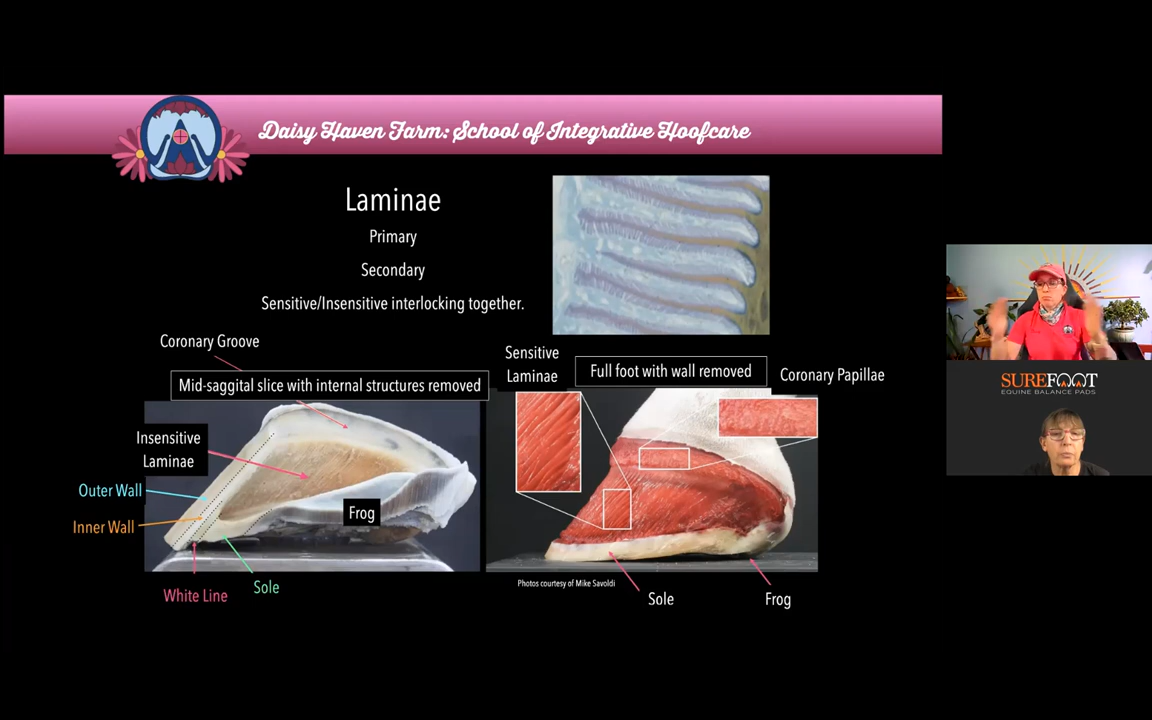 Daisy Haven Farm: School of Integrative Hoofcare
Laminae
Primary
Secondary
Sensitive/Insensitive interlocking together.
Coronary Groove
Mid-saggital slice with internal structures removed
Insensitive
Laminae
Outer Wall
Inner Wall
Frog
White Line
Sole
Sensitive
Laminae
Full foot with wall removed
Coronary Papillae
Photos courtesy of Mike Savoldi
Sole
Frog
SUREFOOT
EQUINE BALANCE PADS